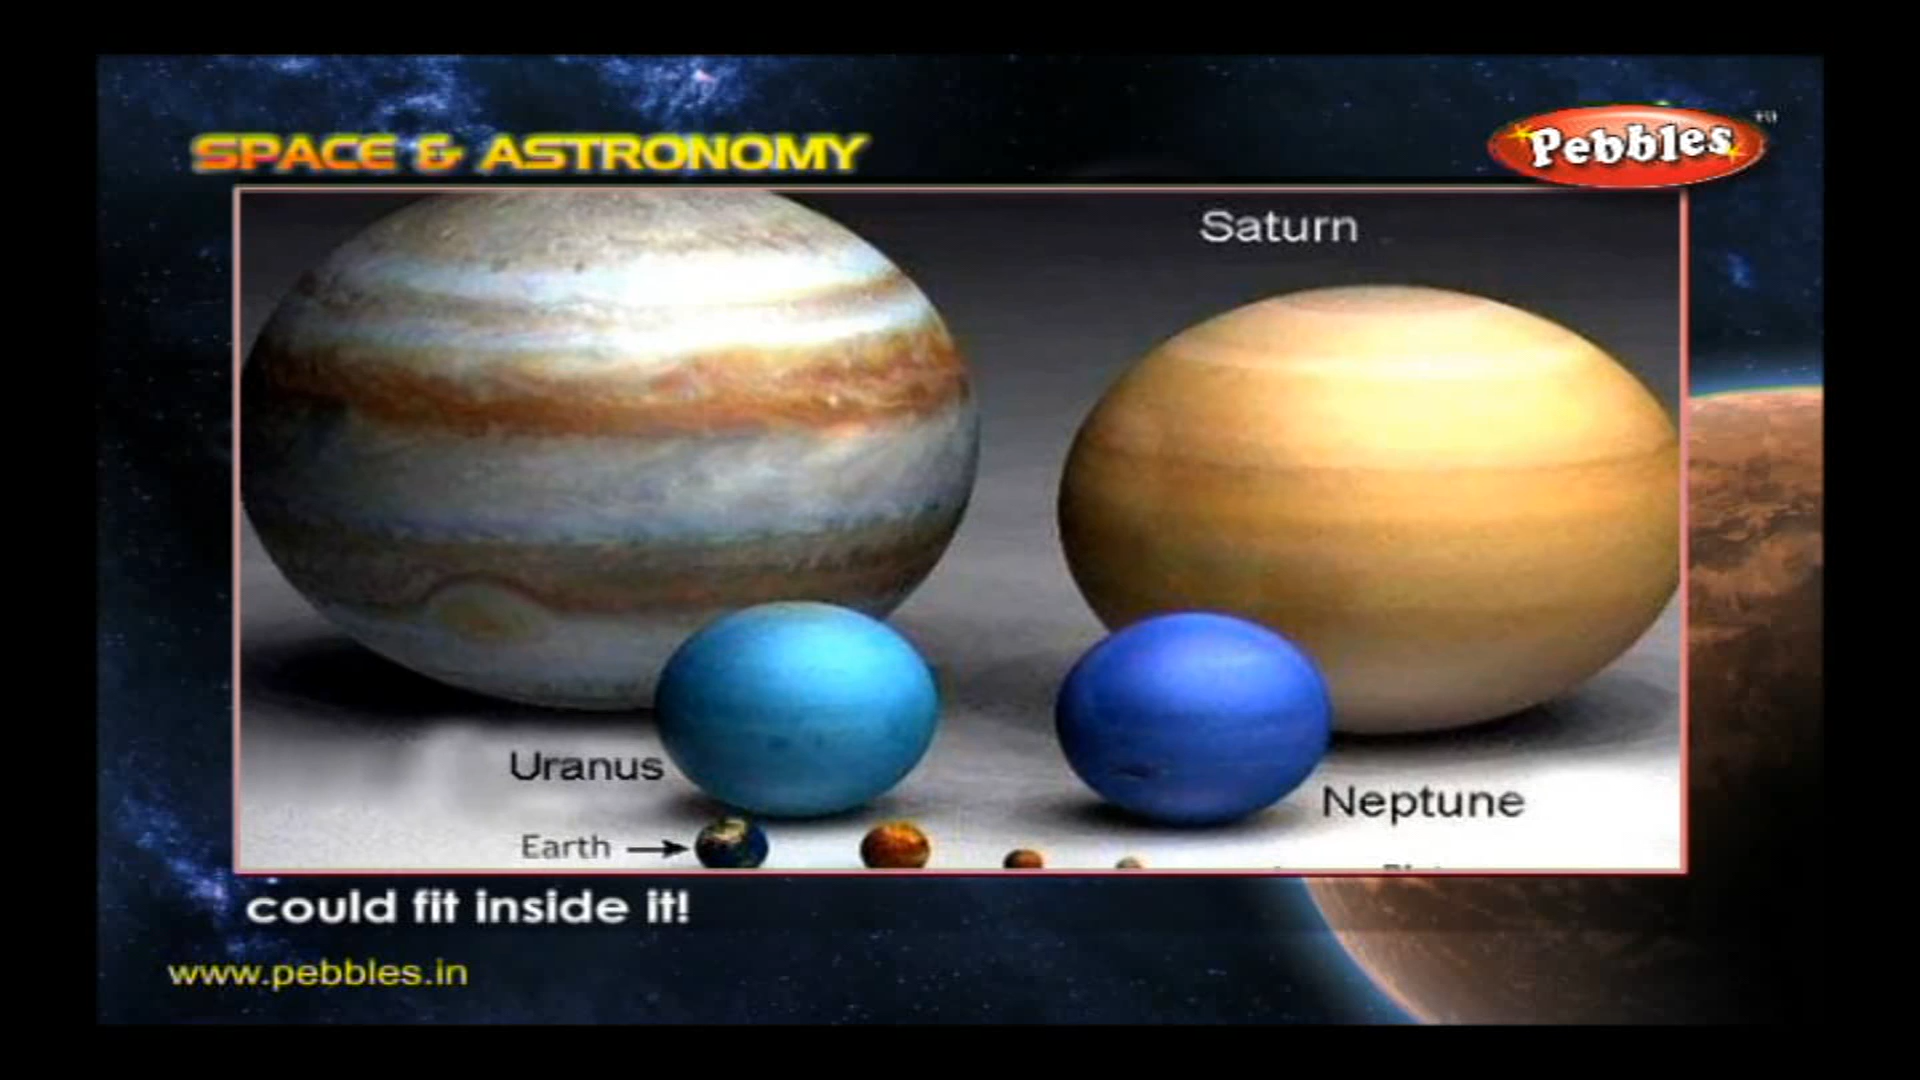 SPACE & ASTRONOMY
Pebbles
Saturn
Uranus
Neptune
Earth
could fit inside it!
www.pebbles.in